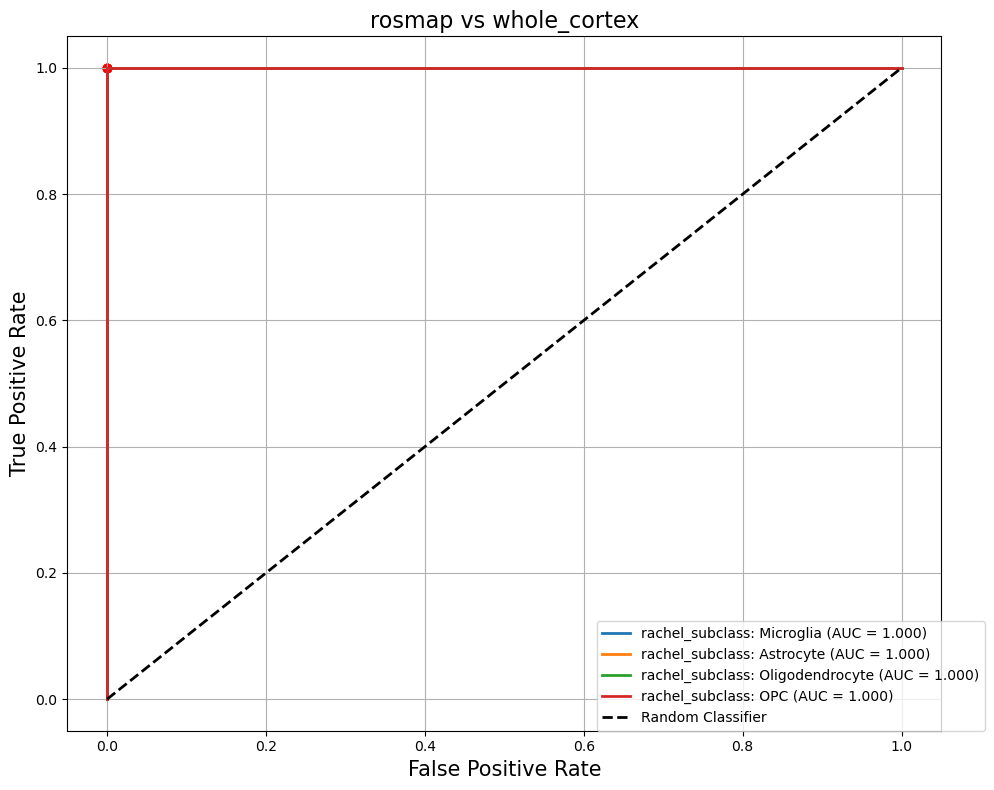 rosmap vs whole_cortex
True Positive Rate
1.0
0.8
0.6
0.4
0.2
0.0
rachel_subclass: Microglia (AUC = 1.000)
rachel_subclass: Astrocyte (AUC = 1.000)
rachel_subclass: Oligodendrocyte (AUC = 1.000)
rachel_subclass: OPC (AUC = 1.000)
Random Classifier
0.0 0.2 0.4 0.6 0.8 1.0
False Positive Rate